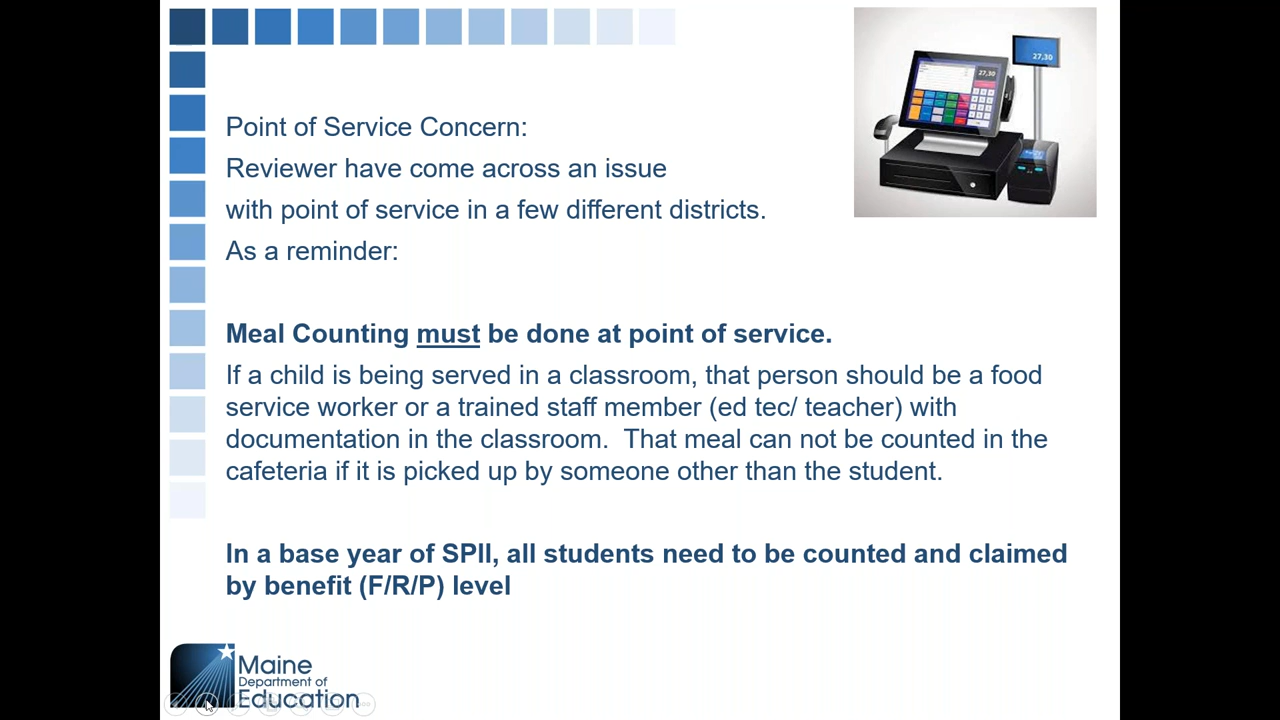 27,30
27,30
Point of Service Concern:
Reviewer have come across an issue
with point of service in a few different districts.
As a reminder:
Meal Counting must be done at point of service.
If a child is being served in a classroom, that person should be a food
service worker or a trained staff member (ed tec/ teacher) with
documentation in the classroom.  That meal can not be counted in the
cafeteria if it is picked up by someone other than the student.
In a base year of SPII, all students need to be counted and claimed
by benefit (F/R/P) level
Maine
Department of
Education